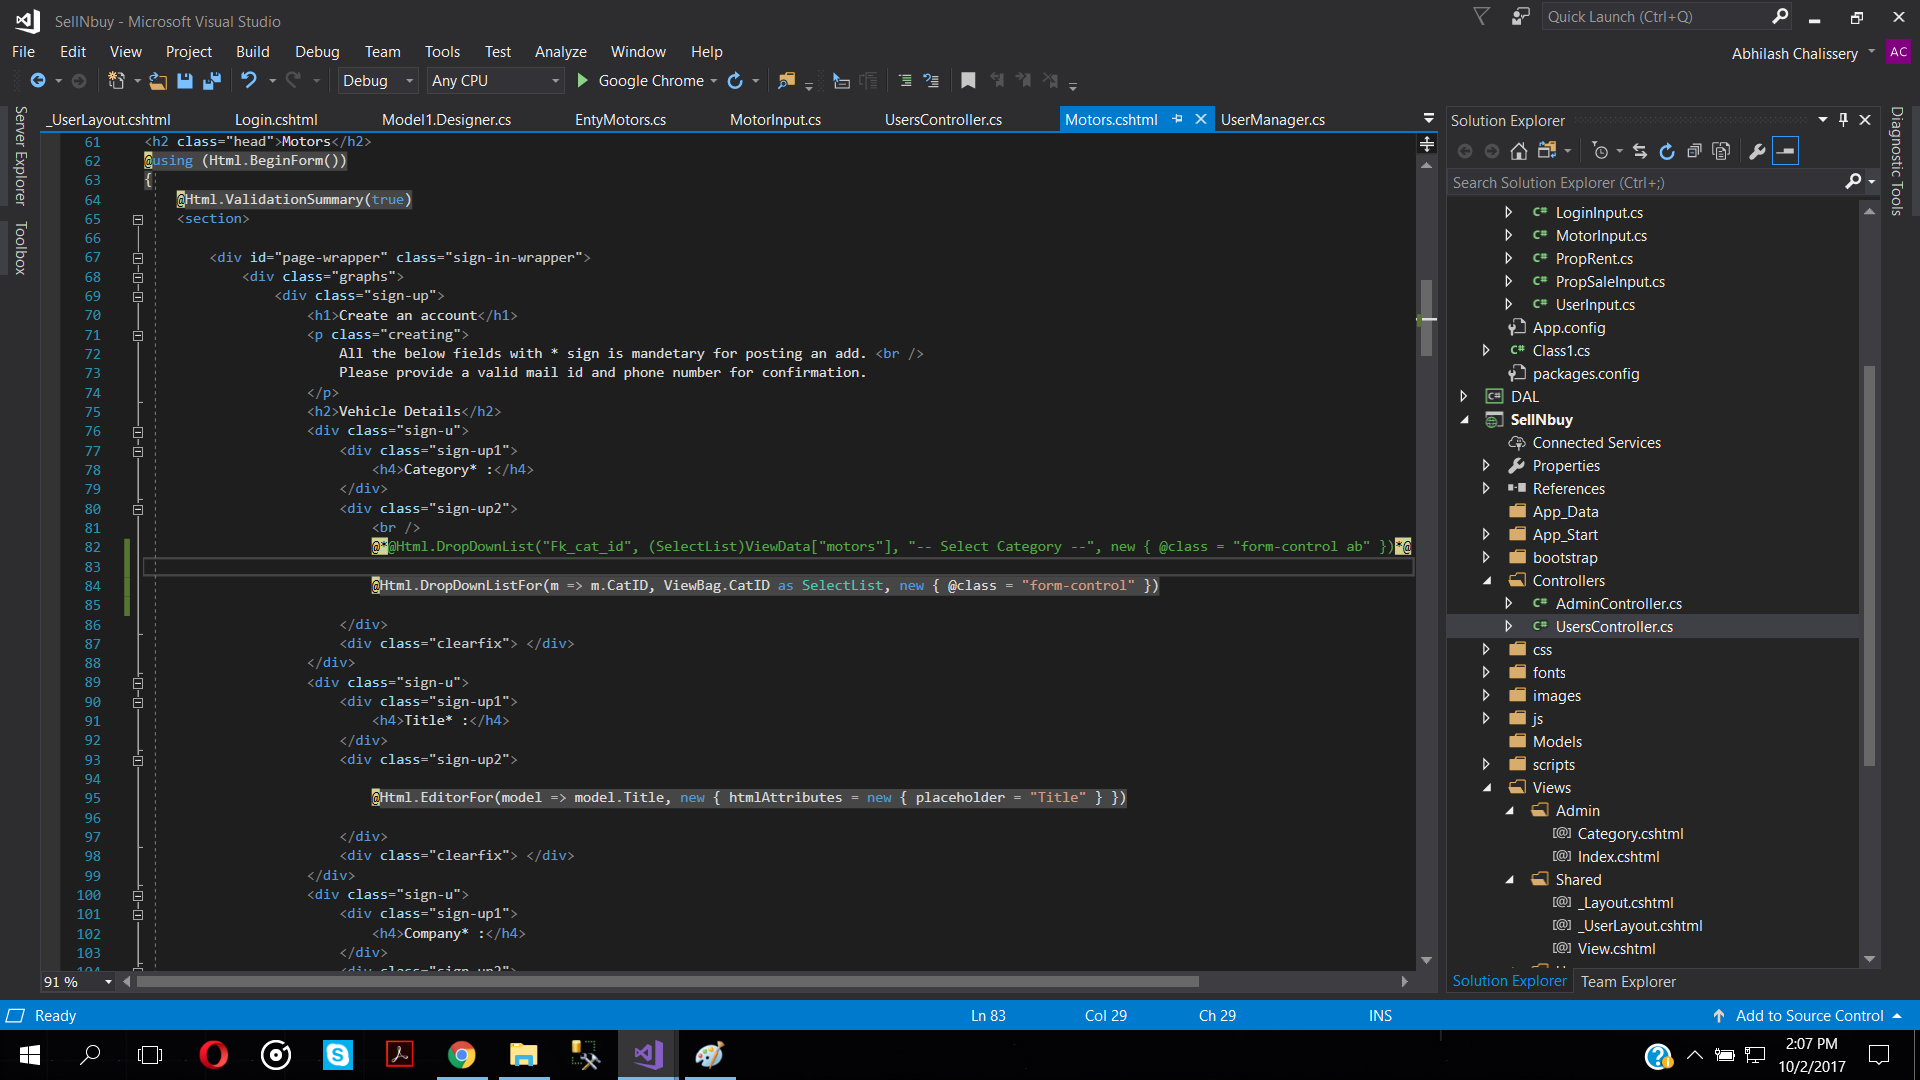 SellNbuy - Microsoft Visual Studio
Quick Launch (Ctrl+Q)
File Edit View Project Build Debug Team Tools Test Analyze Window Help
Abhilash Chalissery AC
Debug Any CPU Google Chrome
Server Explorer
Toolbox
_UserLayout.cshtml Login.cshtml Model1.Designer.cs EntyMotors.cs MotorInput.cs UsersController.cs Motors.cshtml UserManager.cs
61 <h2 class="head">Motors</h2>
62 @using (Html.BeginForm())
63 {
64 @Html.ValidationSummary(true)
65 <section>
66
67 <div id="page-wrapper" class="sign-in-wrapper">
68 <div class="graphs">
69 <div class="sign-up">
70 <h1>Create an account</h1>
71 <p class="creating">
72 All the below fields with * sign is mandetary for posting an add. <br />
73 Please provide a valid mail id and phone number for confirmation.
74 </p>
75 <h2>Vehicle Details</h2>
76 <div class="sign-u">
77 <div class="sign-up1">
78 <h4>Category* :</h4>
79 </div>
80 <div class="sign-up2">
81 <br />
82 @*@Html.DropDownList("Fk_cat_id", (SelectList)ViewData["motors"], "-- Select Category --", new { @class = "form-control ab" })*@
83
84 @Html.DropDownListFor(m => m.CatID, ViewBag.CatID as SelectList, new { @class = "form-control" })
85
86 </div>
87 <div class="clearfix"> </div>
88 </div>
89 <div class="sign-u">
90 <div class="sign-up1">
91 <h4>Title* :</h4>
92 </div>
93 <div class="sign-up2">
94
95 @Html.EditorFor(model => model.Title, new { htmlAttributes = new { placeholder = "Title" } })
96
97 </div>
98 <div class="clearfix"> </div>
99 </div>
100 <div class="sign-u">
101 <div class="sign-up1">
102 <h4>Company* :</h4>
103 </div>
104 <div class="sign-up2">
91 %
Solution Explorer
Search Solution Explorer (Ctrl+;)
C# LoginInput.cs
C# MotorInput.cs
C# PropRent.cs
C# PropSaleInput.cs
C# UserInput.cs
App.config
C# Class1.cs
packages.config
C# DAL
SellNbuy
Connected Services
Properties
References
App_Data
App_Start
bootstrap
Controllers
C# AdminController.cs
C# UsersController.cs
css
fonts
images
js
Models
scripts
Views
Admin
[@] Category.cshtml
[@] Index.cshtml
Shared
[@] _Layout.cshtml
[@] _UserLayout.cshtml
[@] View.cshtml
Solution Explorer Team Explorer
Diagnostic Tools
Ready Ln 83 Col 29 Ch 29 INS Add to Source Control
2:07 PM
10/2/2017